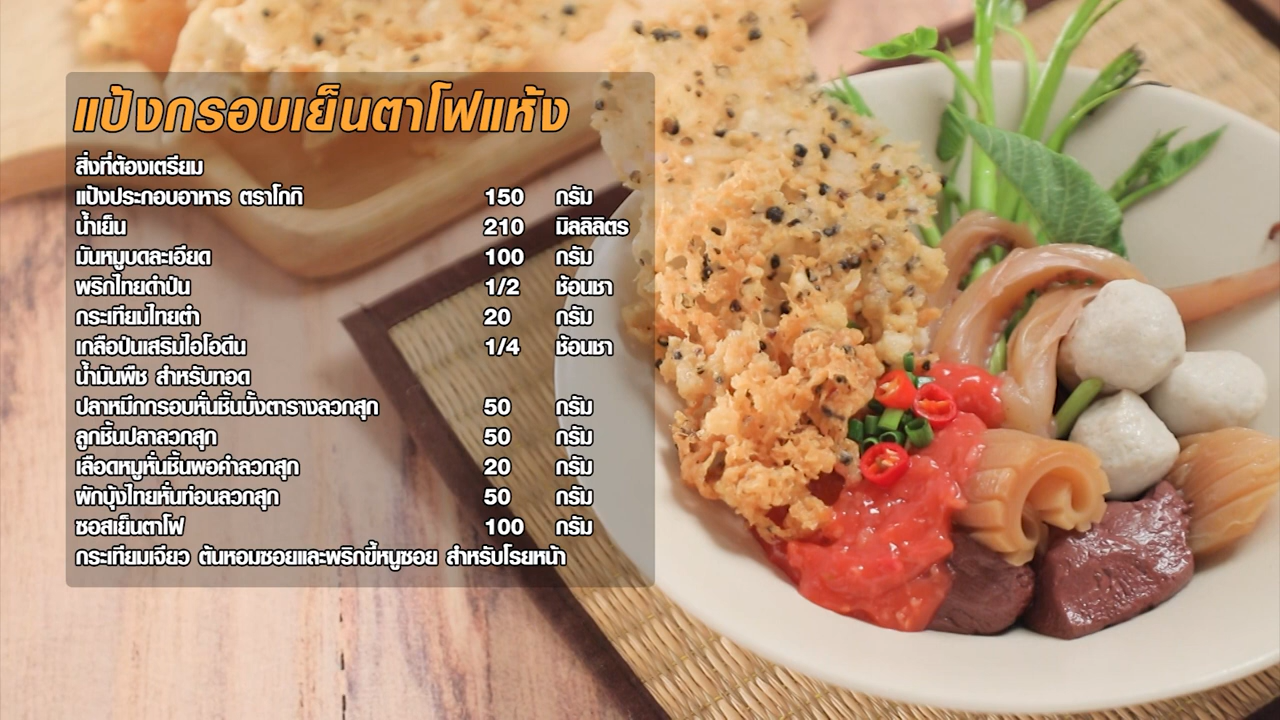 แป้งกรอบเย็นตาโฟแห้ง
สิ่งที่ต้องเตรียม
แป้งประกอบอาหาร ตราโกกิ 150 กรัม
น้ำเย็น 210 มิลลิลิตร
มันหมูบดละเอียด 100 กรัม
พริกไทยดำป่น 1/2 ช้อนชา
กระเทียมไทยตำ 20 กรัม
เกลือป่นเสริมไอโอดีน 1/4 ช้อนชา
น้ำมันพืช สำหรับทอด
ปลาหมึกกรอบหั่นชิ้นบั้งตารางลวกสุก 50 กรัม
ลูกชิ้นปลาลวกสุก 50 กรัม
เลือดหมูหั่นชิ้นพอคำลวกสุก 20 กรัม
ผักบุ้งไทยหั่นท่อนลวกสุก 50 กรัม
ซอสเย็นตาโฟ 100 กรัม
กระเทียมเจียว ต้นหอมซอยและพริกขี้หนูซอย สำหรับโรยหน้า